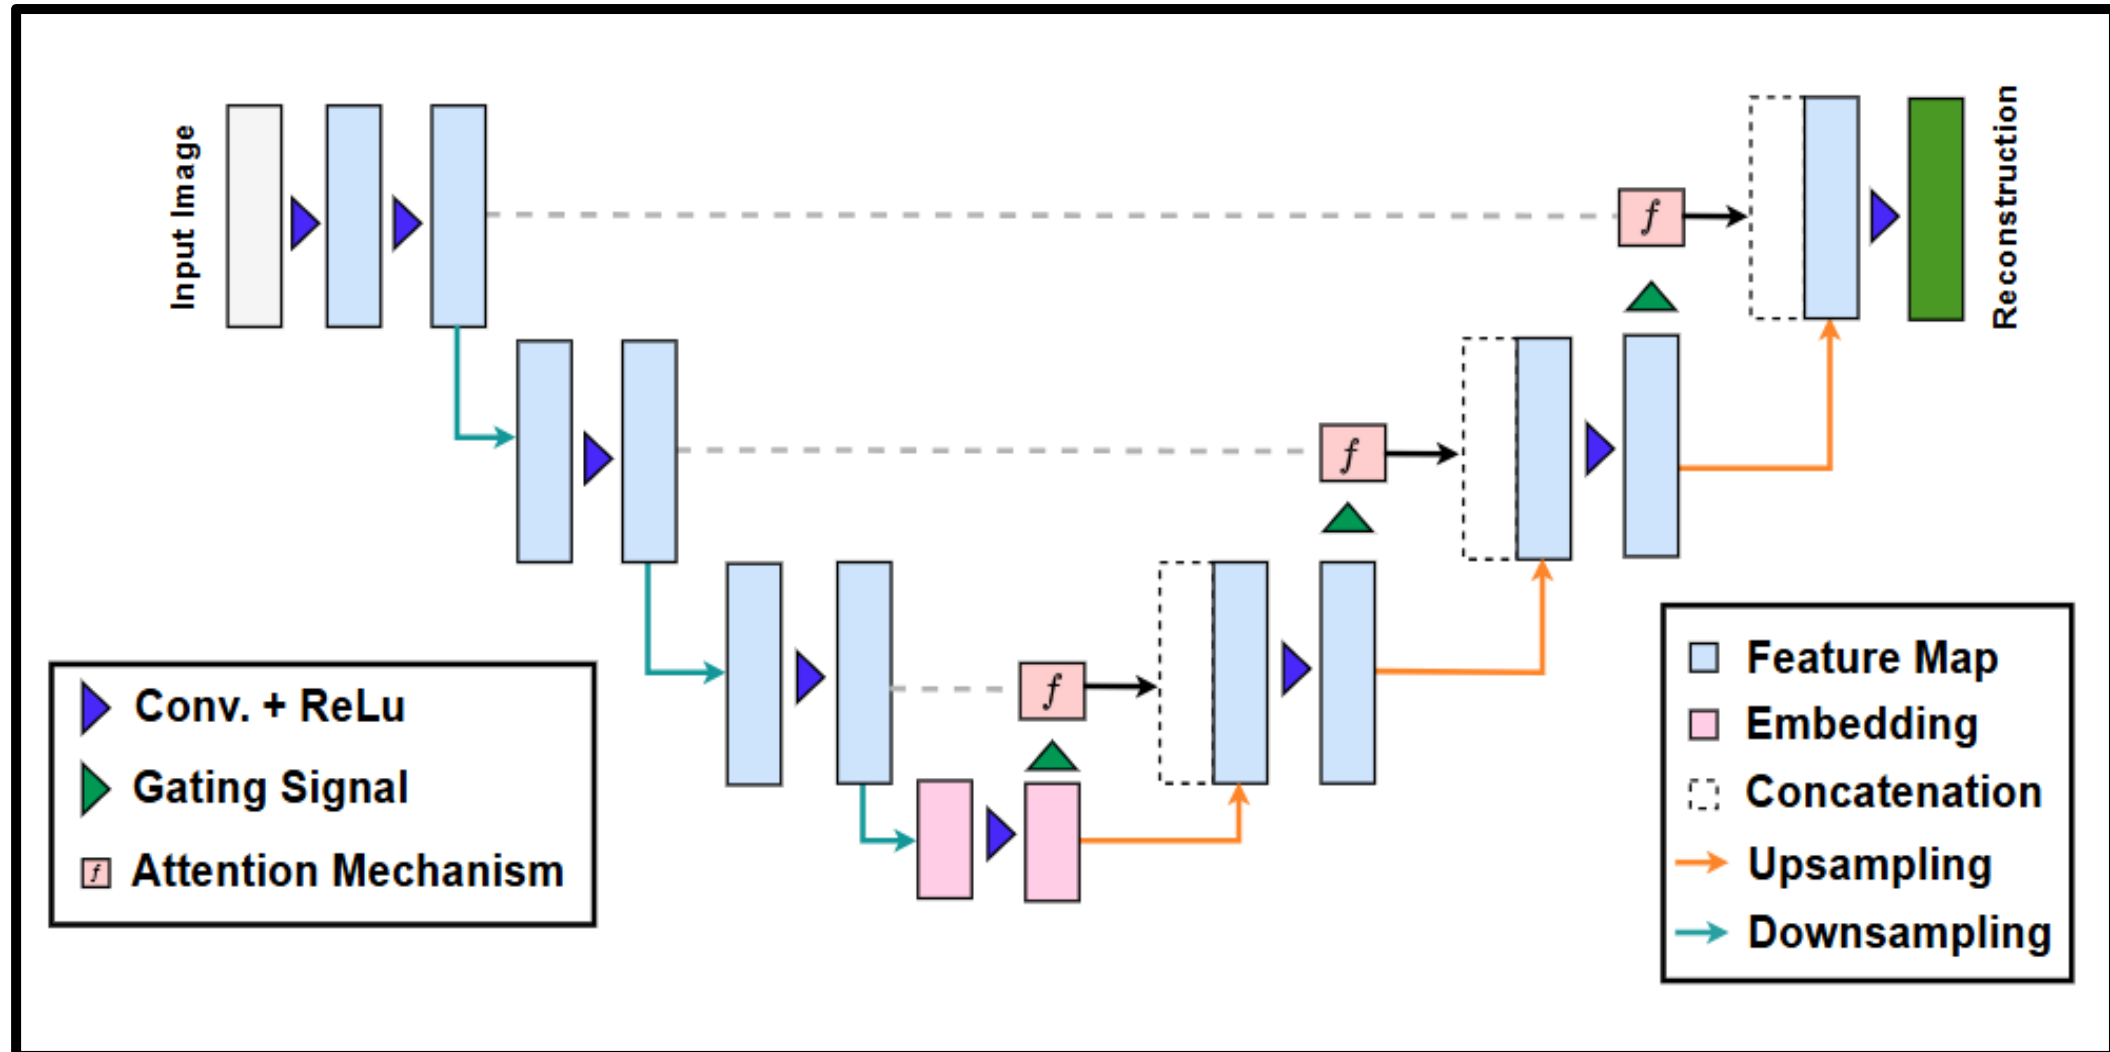 Input Image
f
Reconstruction
f
f
Conv. + ReLu
Gating Signal
f Attention Mechanism
Feature Map
Embedding
Concatenation
Upsampling
Downsampling